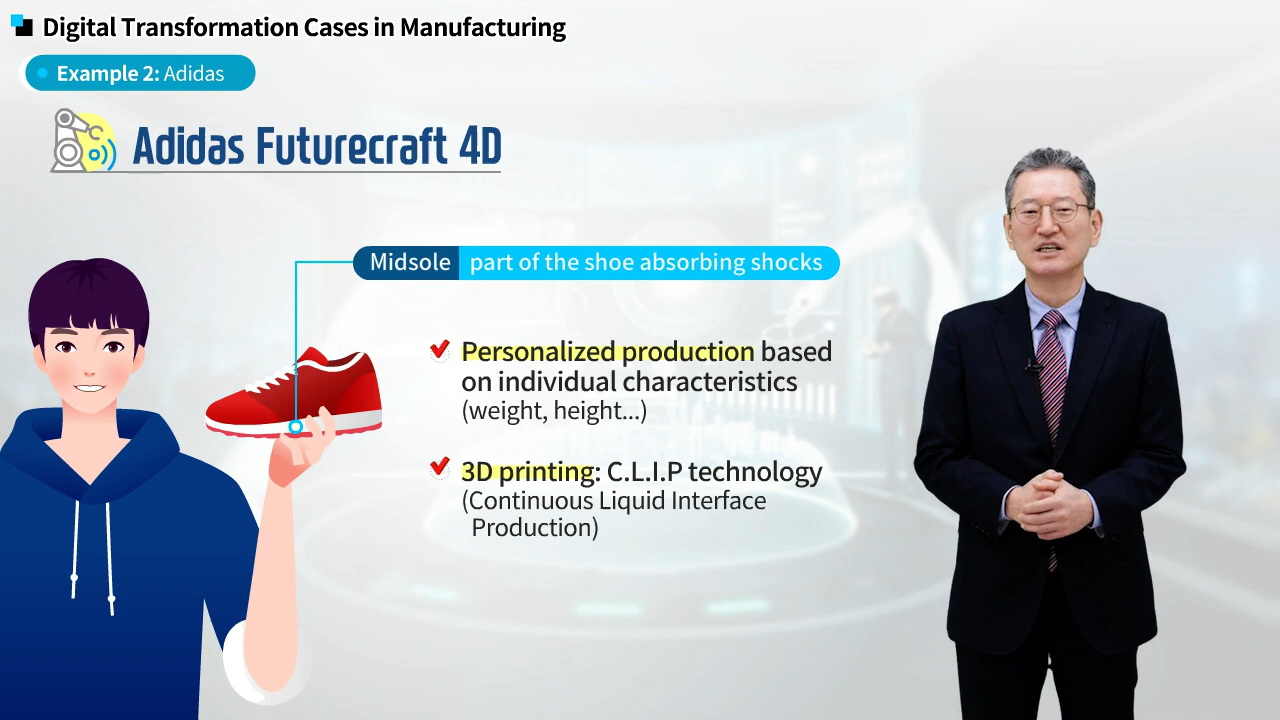 Digital Transformation Cases in Manufacturing
Example 2: Adidas
Adidas Futurecraft 4D
Midsole part of the shoe absorbing shocks
Personalized production based
on individual characteristics
(weight, height...)
3D printing: C.L.I.P technology
(Continuous Liquid Interface
Production)